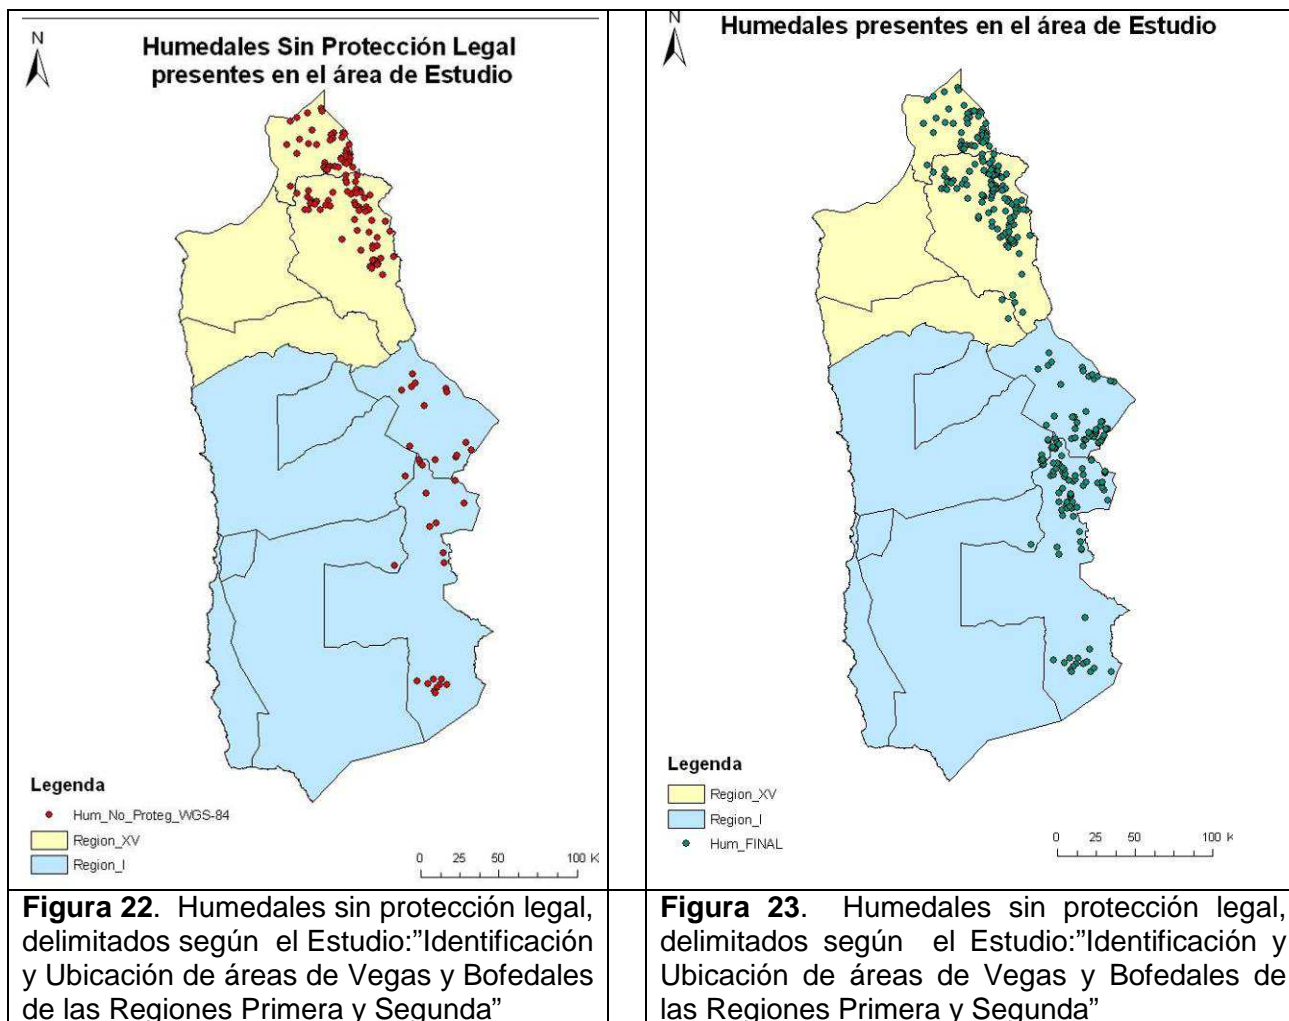 N
Humedales Sin Protección Legal
presentes en el área de Estudio
Legenda
Hum_No_Proteg_WGS-84
Region_XV
Region_I
0 25 50 100 K
Figura 22. Humedales sin protección legal,
delimitados según el Estudio:”Identificación
y Ubicación de áreas de Vegas y Bofedales
de las Regiones Primera y Segunda”
N
Humedales presentes en el área de Estudio
Legenda
Region_XV
Region_I
Hum_FINAL
0 25 50 100 K
Figura 23. Humedales sin protección legal,
delimitados según el Estudio:”Identificación y
Ubicación de áreas de Vegas y Bofedales de
las Regiones Primera y Segunda”